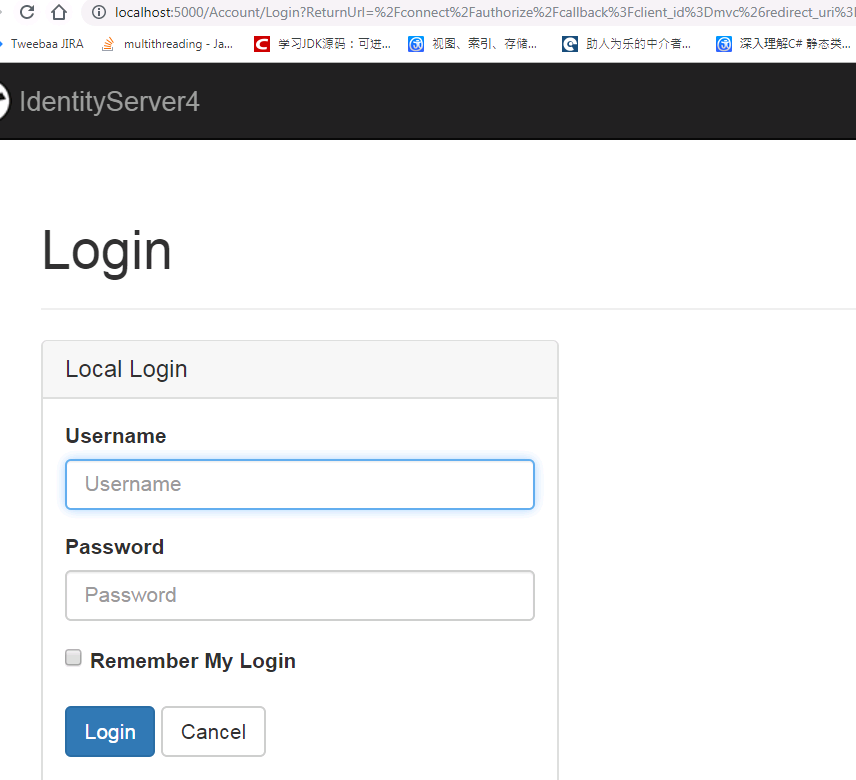 localhost:5000/Account/Login?ReturnUrl=%2Fconnect%2Fauthorize%2Fcallback%3Fclient_id%3Dmvc%26redirect_uri%3
Tweebaa JIRA multithreading - Ja... 学习JDK源码：可进... 视图、索引、存储... 助人为乐的中介者... 深入理解C# 静态类...
IdentityServer4
Login
Local Login
Username
Username
Password
Password
Remember My Login
Login Cancel